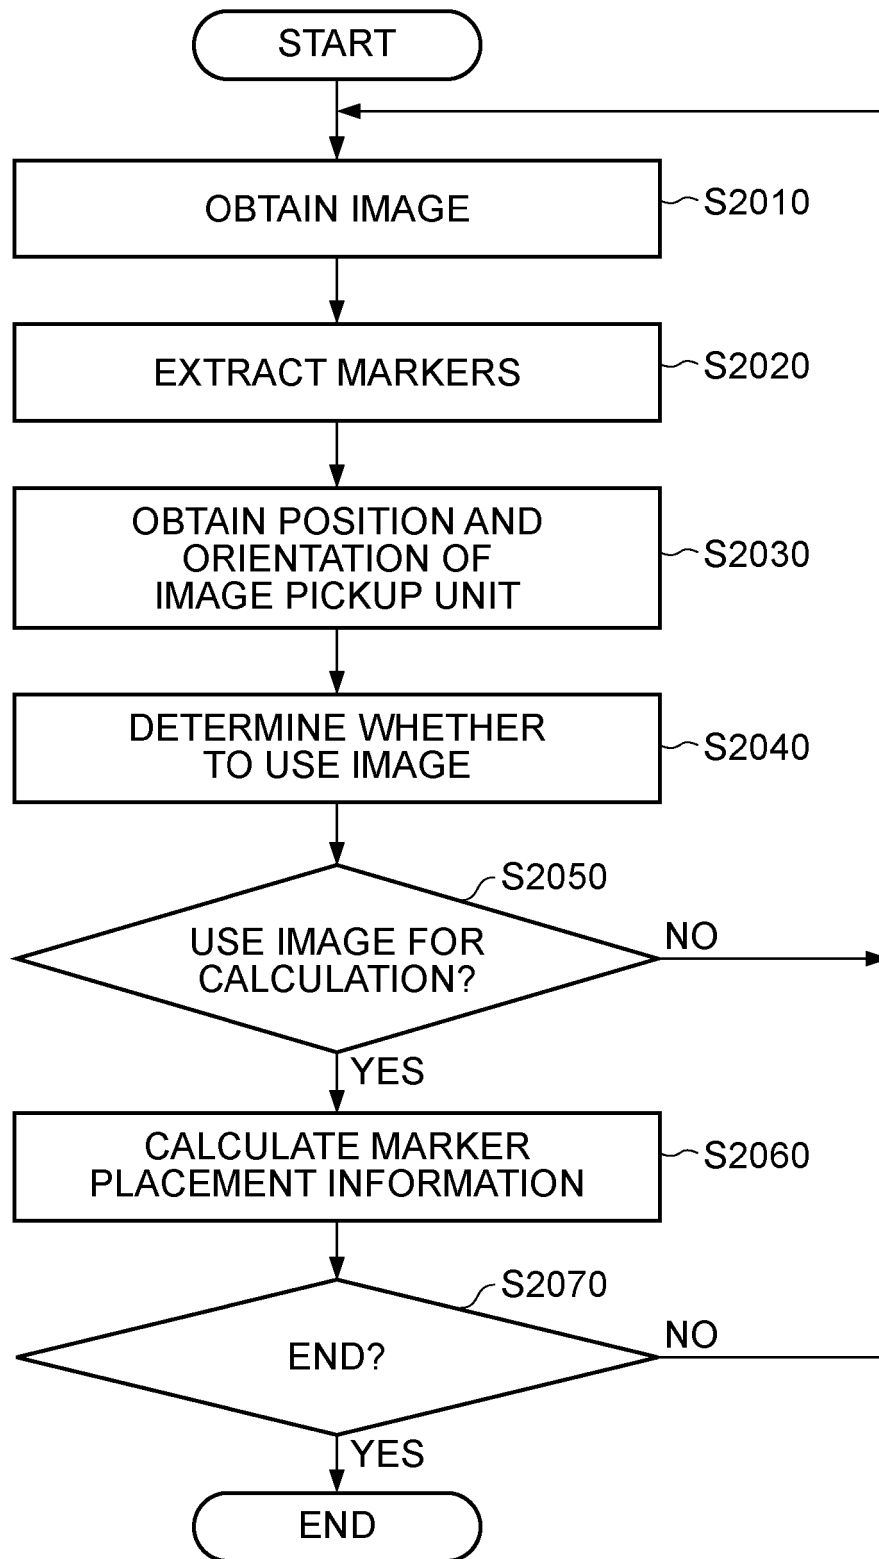 START
OBTAIN IMAGE
S2010
EXTRACT MARKERS
S2020
OBTAIN POSITION AND
ORIENTATION OF
IMAGE PICKUP UNIT
S2030
DETERMINE WHETHER
TO USE IMAGE
S2040
S2050
USE IMAGE FOR
CALCULATION?
NO
YES
CALCULATE MARKER
PLACEMENT INFORMATION
S2060
S2070
END?
NO
YES
END